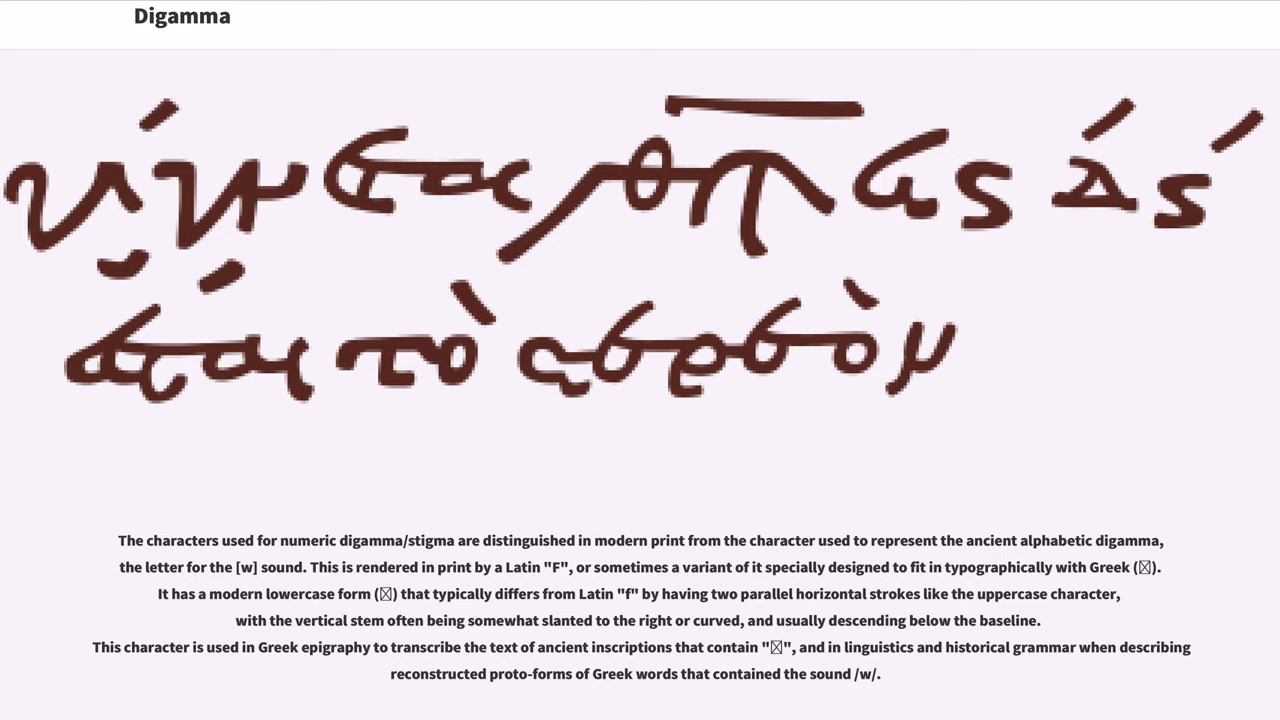 Digamma
The characters used for numeric digamma/stigma are distinguished in modern print from the character used to represent the ancient alphabetic digamma,
the letter for the [w] sound. This is rendered in print by a Latin "F", or sometimes a variant of it specially designed to fit in typographically with Greek (□).
It has a modern lowercase form (□) that typically differs from Latin "f" by having two parallel horizontal strokes like the uppercase character,
with the vertical stem often being somewhat slanted to the right or curved, and usually descending below the baseline.
This character is used in Greek epigraphy to transcribe the text of ancient inscriptions that contain "□", and in linguistics and historical grammar when describing
reconstructed proto-forms of Greek words that contained the sound /w/.